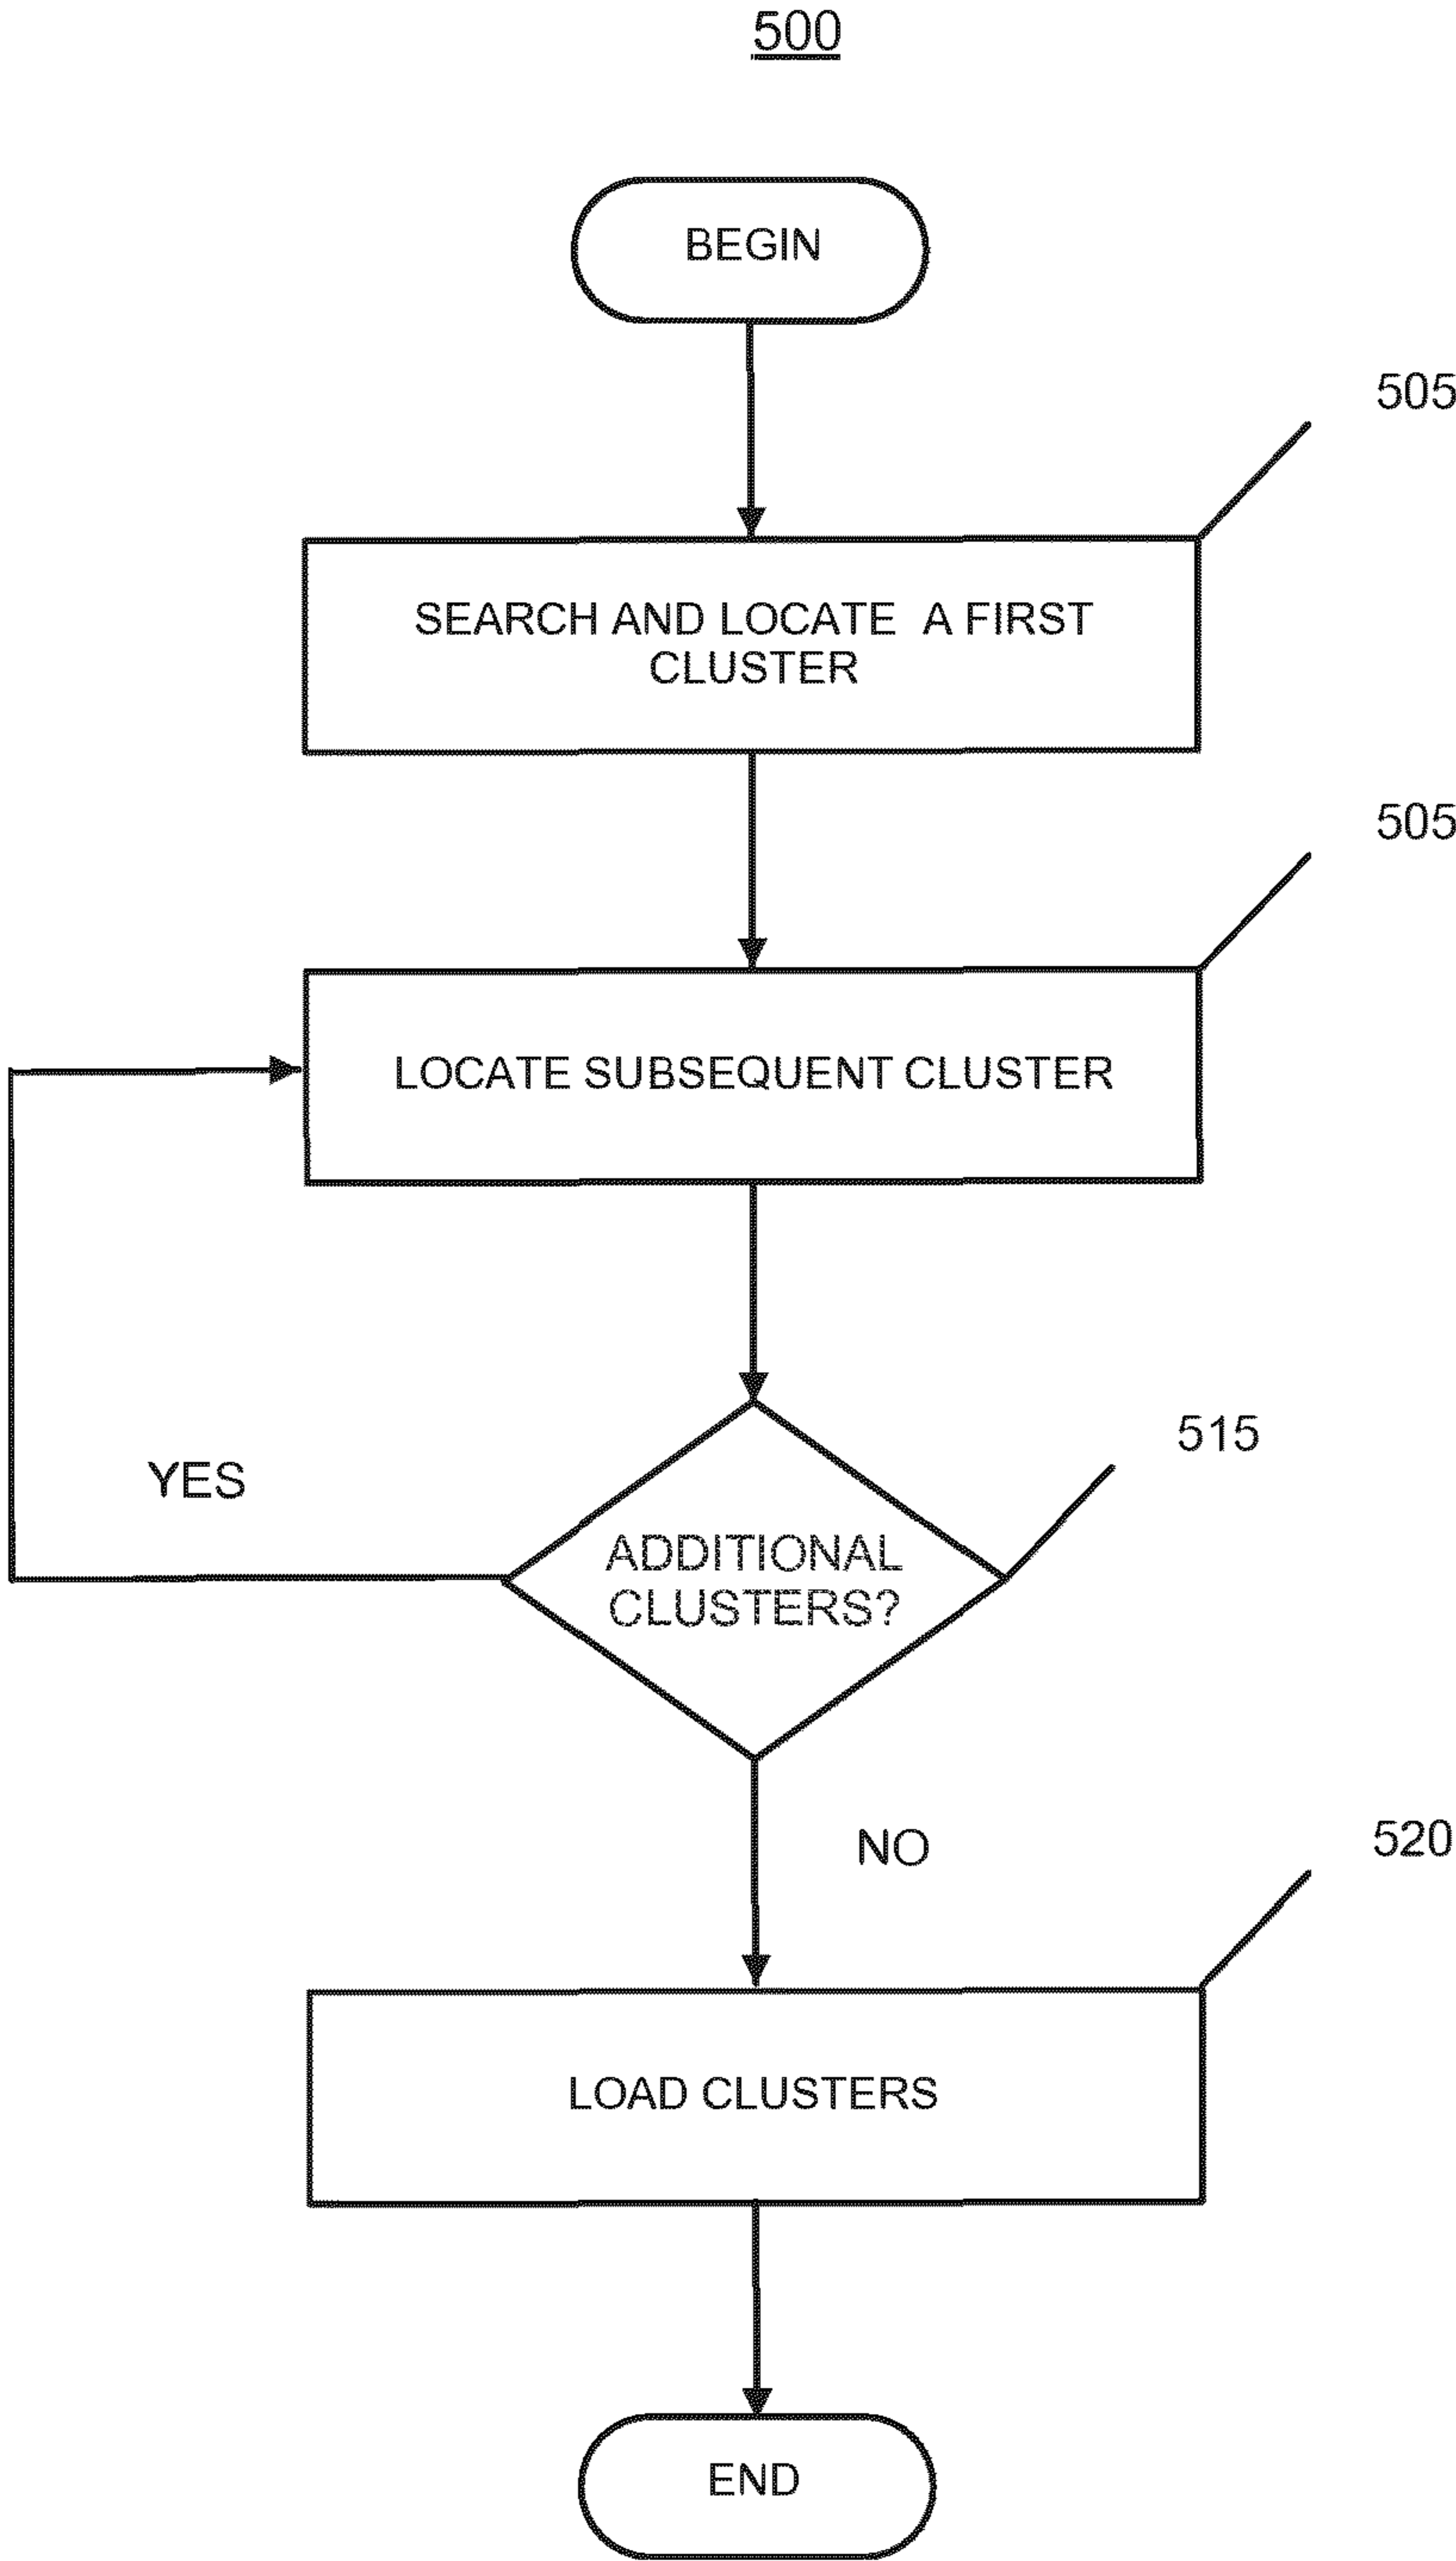 500
BEGIN
505
SEARCH AND LOCATE A FIRST
CLUSTER
505
LOCATE SUBSEQUENT CLUSTER
515
YES
ADDITIONAL
CLUSTERS?
NO
520
LOAD CLUSTERS
END